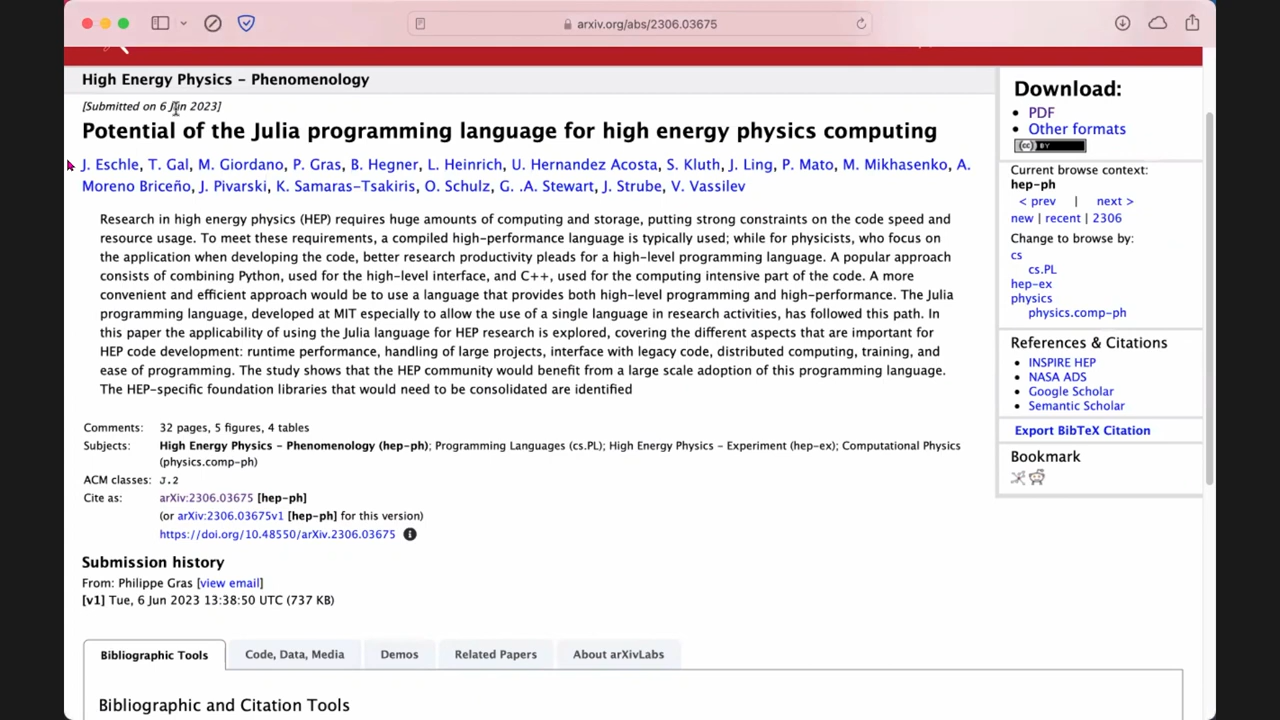 arxiv.org/abs/2306.03675
High Energy Physics – Phenomenology
[Submitted on 6 Jun 2023]
Potential of the Julia programming language for high energy physics computing
J. Eschle, T. Gal, M. Giordano, P. Gras, B. Hegner, L. Heinrich, U. Hernandez Acosta, S. Kluth, J. Ling, P. Mato, M. Mikhasenko, A.
Moreno Briceño, J. Pivarski, K. Samaras-Tsakiris, O. Schulz, G. .A. Stewart, J. Strube, V. Vassilev
Research in high energy physics (HEP) requires huge amounts of computing and storage, putting strong constraints on the code speed and
resource usage. To meet these requirements, a compiled high-performance language is typically used; while for physicists, who focus on
the application when developing the code, better research productivity pleads for a high-level programming language. A popular approach
consists of combining Python, used for the high-level interface, and C++, used for the computing intensive part of the code. A more
convenient and efficient approach would be to use a language that provides both high-level programming and high-performance. The Julia
programming language, developed at MIT especially to allow the use of a single language in research activities, has followed this path. In
this paper the applicability of using the Julia language for HEP research is explored, covering the different aspects that are important for
HEP code development: runtime performance, handling of large projects, interface with legacy code, distributed computing, training, and
ease of programming. The study shows that the HEP community would benefit from a large scale adoption of this programming language.
The HEP-specific foundation libraries that would need to be consolidated are identified
Comments: 32 pages, 5 figures, 4 tables
Subjects: High Energy Physics – Phenomenology (hep-ph); Programming Languages (cs.PL); High Energy Physics – Experiment (hep-ex); Computational Physics
(physics.comp-ph)
ACM classes: J.2
Cite as: arXiv:2306.03675 [hep-ph]
(or arXiv:2306.03675v1 [hep-ph] for this version)
https://doi.org/10.48550/arXiv.2306.03675
Submission history
From: Philippe Gras [view email]
[v1] Tue, 6 Jun 2023 13:38:50 UTC (737 KB)
Bibliographic Tools
Code, Data, Media
Demos
Related Papers
About arXivLabs
Bibliographic and Citation Tools
Download:
• PDF
• Other formats
(cc) BY
Current browse context:
hep-ph
< prev | next >
new | recent | 2306
Change to browse by:
cs
cs.PL
hep-ex
physics
physics.comp-ph
References & Citations
• INSPIRE HEP
• NASA ADS
• Google Scholar
• Semantic Scholar
Export BibTeX Citation
Bookmark